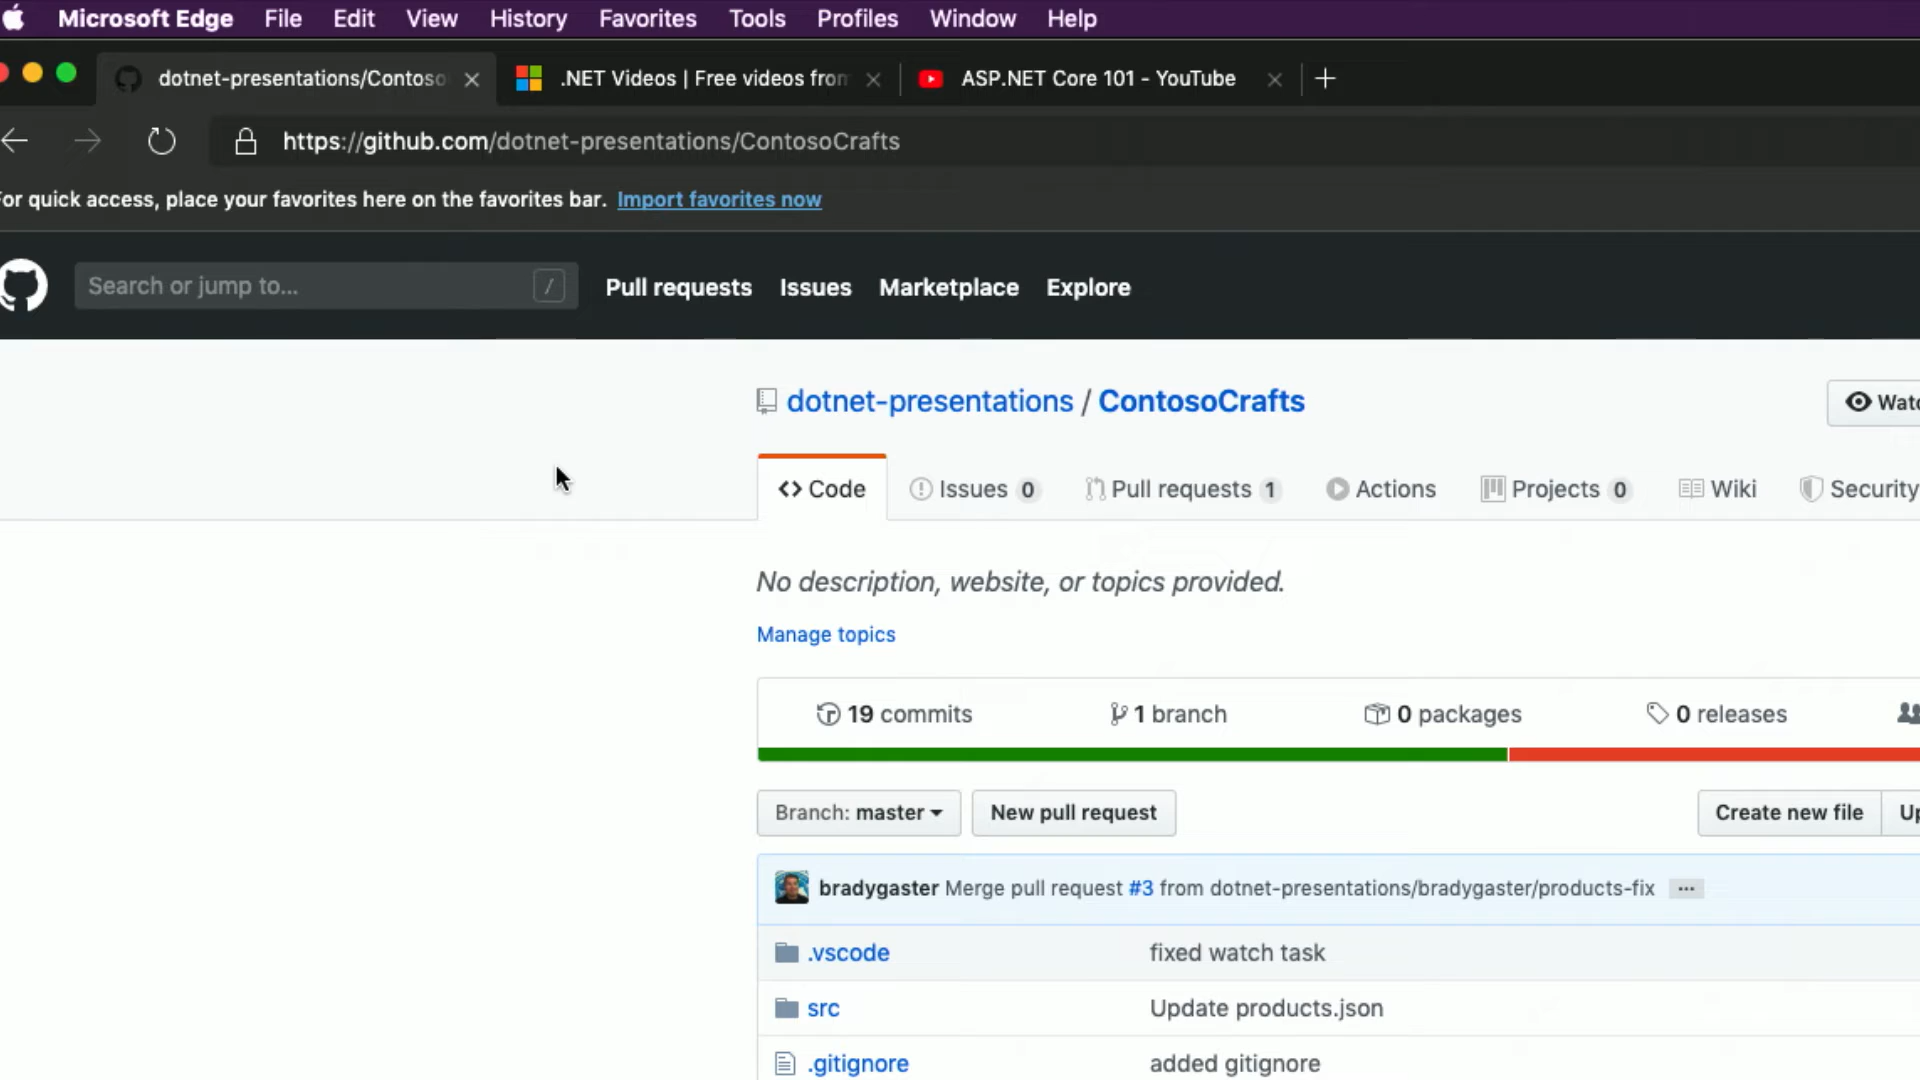 Microsoft Edge File Edit View History Favorites Tools Profiles Window Help
dotnet-presentations/Contoso .NET Videos | Free videos from ASP.NET Core 101 - YouTube
https://github.com/dotnet-presentations/ContosoCrafts
For quick access, place your favorites here on the favorites bar. Import favorites now
Search or jump to... / Pull requests Issues Marketplace Explore
dotnet-presentations / ContosoCrafts
Code Issues 0 Pull requests 1 Actions Projects 0 Wiki Security
No description, website, or topics provided.
Manage topics
19 commits 1 branch 0 packages 0 releases
Branch: master New pull request Create new file
bradygaster Merge pull request #3 from dotnet-presentations/bradygaster/products-fix ...
.vscode fixed watch task
src Update products.json
.gitignore added gitignore